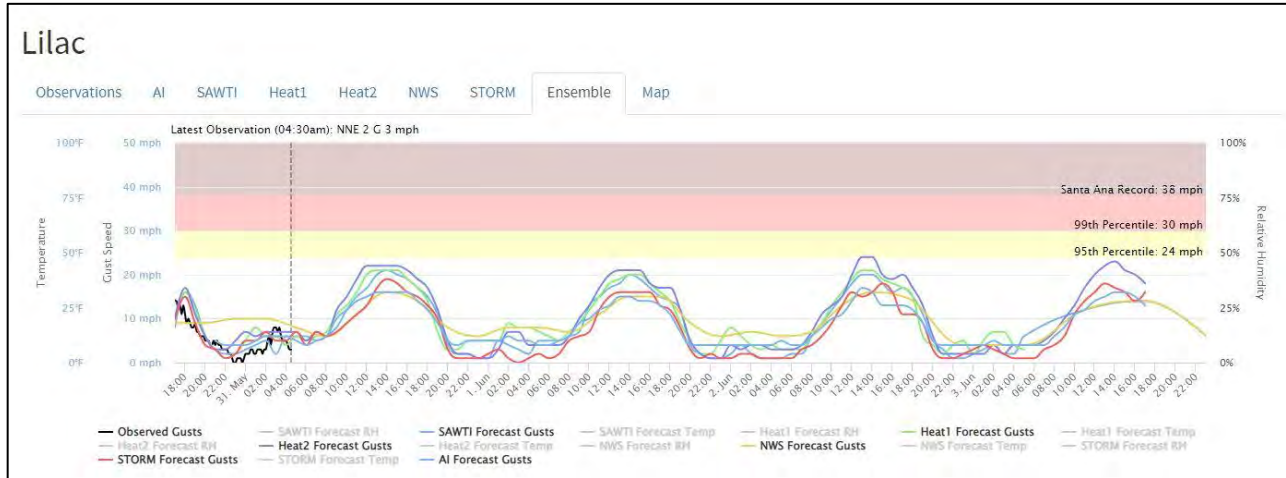 Lilac
Observations AI SAWTI Heat1 Heat2 NWS STORM Ensemble Map
Latest Observation (04:30am): NNE 2 G 3 mph
100°F 50 mph 100%
40 mph Santa Ana Record: 38 mph
75°F 75%
30 mph 99th Percentile: 30 mph
50°F 95th Percentile: 24 mph 50%
20 mph
25°F 25%
10 mph
0°F 0 mph 0%
Temperature
Gust Speed
Relative Humidity
18:00 20:00 22:00 31. May 02:00 04:00 06:00 08:00 10:00 12:00 14:00 16:00 18:00 20:00 22:00 1. Jun 02:00 04:00 06:00 08:00 10:00 12:00 14:00 16:00 18:00 20:00 22:00 2. Jun 02:00 04:00 06:00 08:00 10:00 12:00 14:00 16:00 18:00 20:00 22:00 3. Jun 02:00 04:00 06:00 08:00 10:00 12:00 14:00 16:00 18:00 20:00 22:00
Observed Gusts SAWTI Forecast RH SAWTI Forecast Gusts SAWTI Forecast Temp Heat1 Forecast RH Heat1 Forecast Gusts Heat1 Forecast Temp
Heat2 Forecast RH Heat2 Forecast Gusts Heat2 Forecast Temp NWS Forecast RH NWS Forecast Gusts NWS Forecast Temp STORM Forecast RH
STORM Forecast Gusts STORM Forecast Temp AI Forecast Gusts